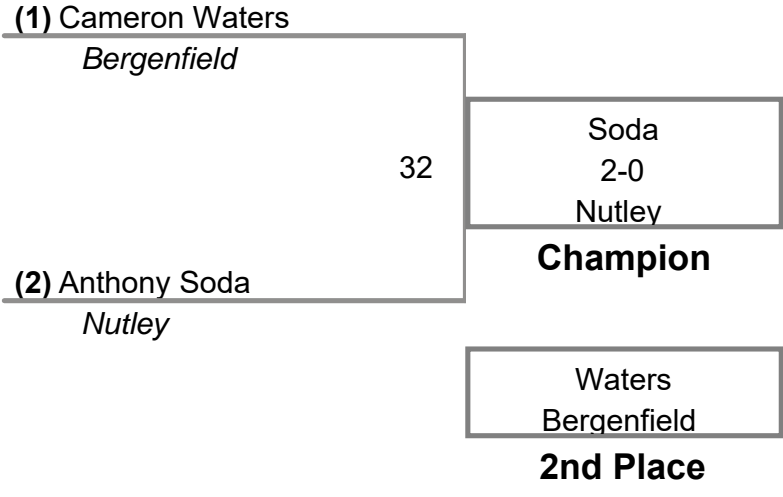 (1) Cameron Waters
Bergenfield
32
Soda
2-0
Nutley
Champion
(2) Anthony Soda
Nutley
Waters
Bergenfield
2nd Place